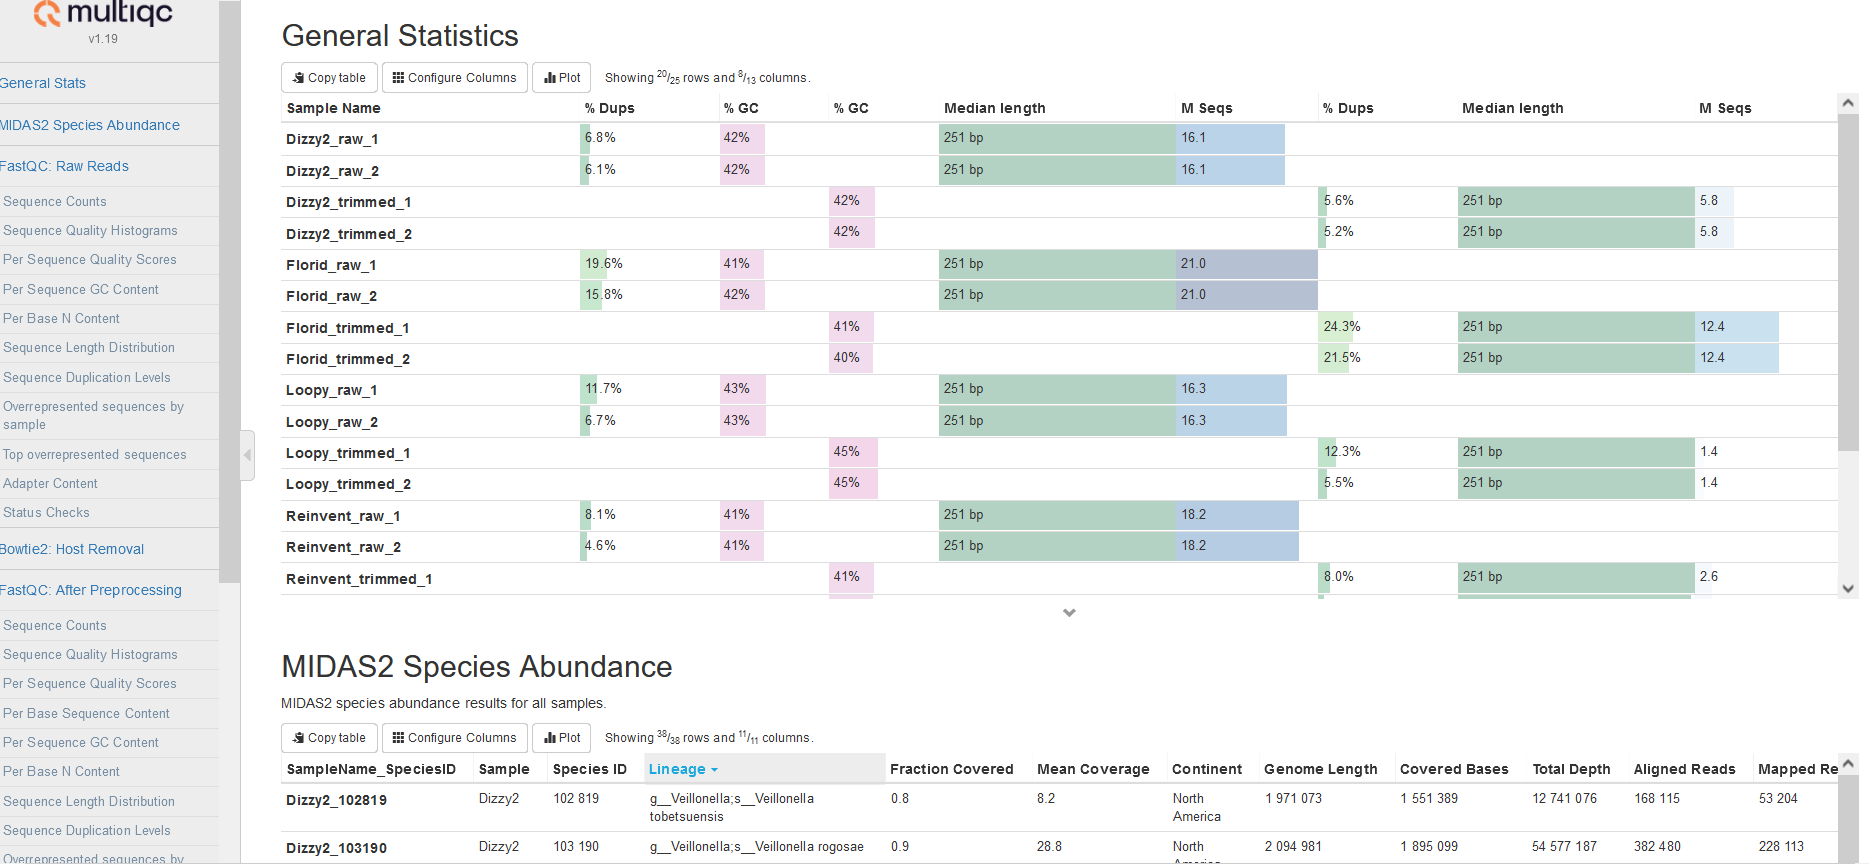 multiqc
v1.19
General Stats
MIDAS2 Species Abundance
FastQC: Raw Reads
Sequence Counts
Sequence Quality Histograms
Per Sequence Quality Scores
Per Sequence GC Content
Per Base N Content
Sequence Length Distribution
Sequence Duplication Levels
Overrepresented sequences by
sample
Top overrepresented sequences
Adapter Content
Status Checks
Bowtie2: Host Removal
FastQC: After Preprocessing
Sequence Counts
Sequence Quality Histograms
Per Sequence Quality Scores
Per Base Sequence Content
Per Sequence GC Content
Per Base N Content
Sequence Length Distribution
Sequence Duplication Levels
Overrepresented sequences by
General Statistics
Copy table Configure Columns Plot Showing 20/25 rows and 8/13 columns.
Sample Name % Dups % GC % GC Median length M Seqs % Dups Median length M Seqs
Dizzy2_raw_1 6.8% 42% 251 bp 16.1
Dizzy2_raw_2 6.1% 42% 251 bp 16.1
Dizzy2_trimmed_1 42% 5.6% 251 bp 5.8
Dizzy2_trimmed_2 42% 5.2% 251 bp 5.8
Florid_raw_1 19.6% 41% 251 bp 21.0
Florid_raw_2 15.8% 42% 251 bp 21.0
Florid_trimmed_1 41% 24.3% 251 bp 12.4
Florid_trimmed_2 40% 21.5% 251 bp 12.4
Loopy_raw_1 11.7% 43% 251 bp 16.3
Loopy_raw_2 6.7% 43% 251 bp 16.3
Loopy_trimmed_1 45% 12.3% 251 bp 1.4
Loopy_trimmed_2 45% 5.5% 251 bp 1.4
Reinvent_raw_1 8.1% 41% 251 bp 18.2
Reinvent_raw_2 4.6% 41% 251 bp 18.2
Reinvent_trimmed_1 41% 8.0% 251 bp 2.6
MIDAS2 Species Abundance
MIDAS2 species abundance results for all samples.
Copy table Configure Columns Plot Showing 38/38 rows and 11/11 columns.
SampleName_SpeciesID Sample Species ID Lineage Fraction Covered Mean Coverage Continent Genome Length Covered Bases Total Depth Aligned Reads Mapped Re
Dizzy2_102819 Dizzy2 102 819 g__Veillonella;s__Veillonella 0.8 8.2 North 1 971 073 1 551 389 12 741 076 168 115 53 204
tobetsuensis America
Dizzy2_103190 Dizzy2 103 190 g__Veillonella;s__Veillonella rogosae 0.9 28.8 North 2 094 981 1 895 099 54 577 187 382 480 228 113